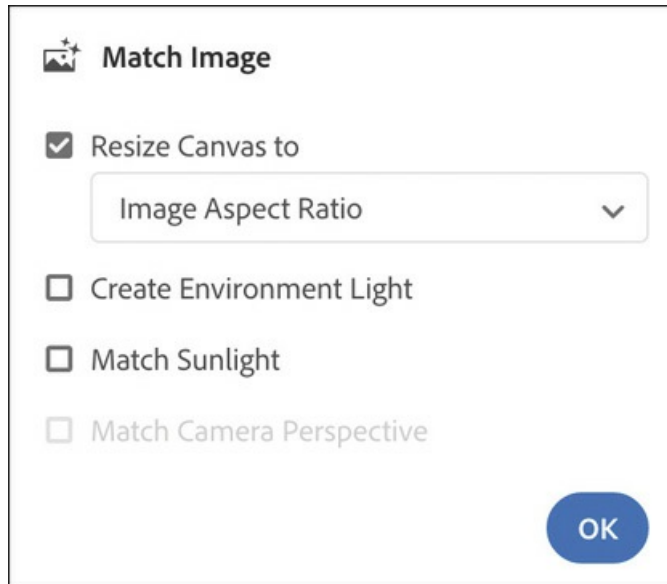 Match Image
Resize Canvas to
Image Aspect Ratio
Create Environment Light
Match Sunlight
Match Camera Perspective
OK